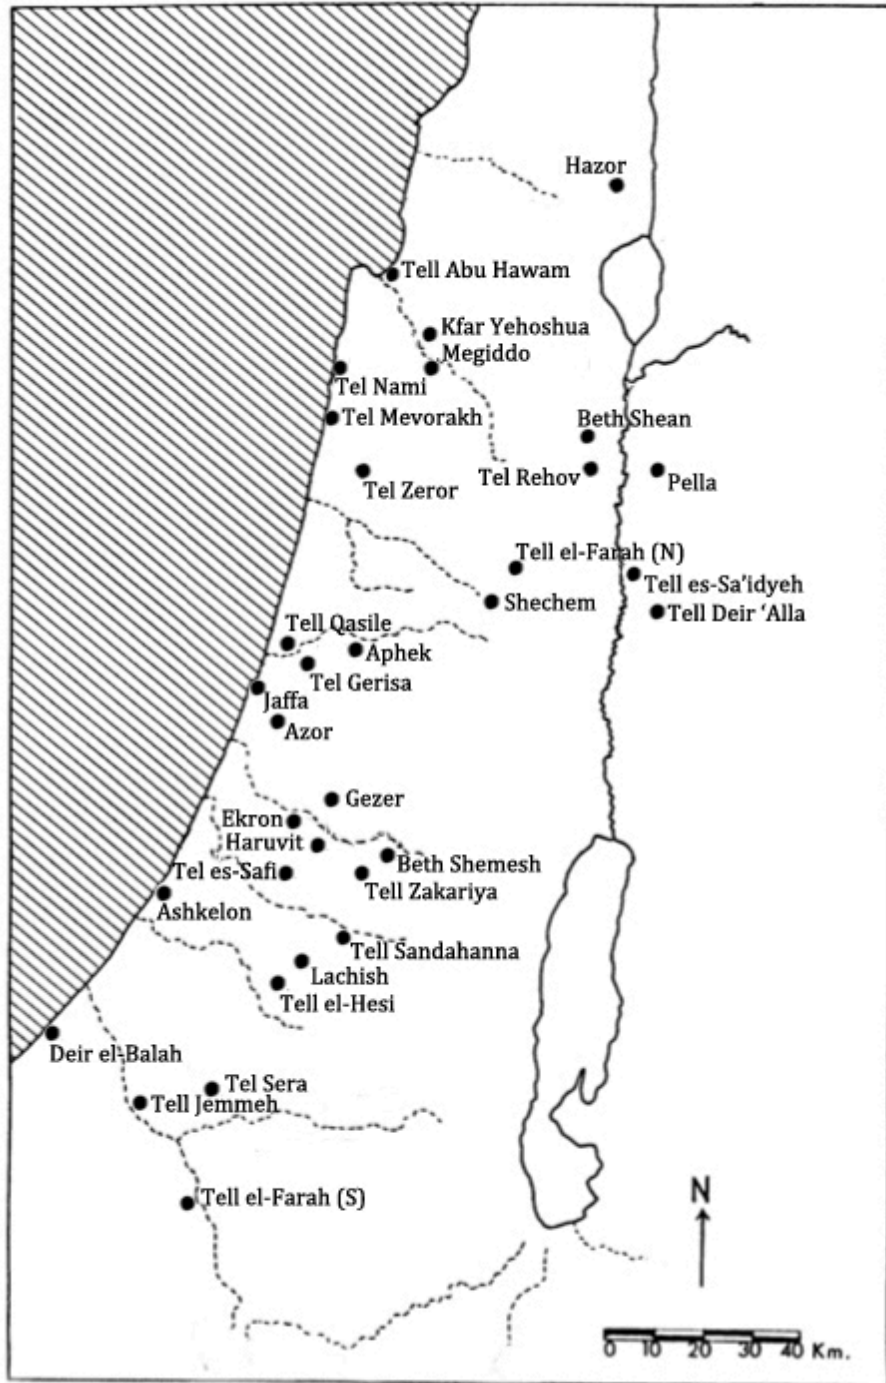 Hazor
Tell Abu Hawam
Kfar Yehoshua
Megiddo
Tel Nami
Tel Mevorakh
Beth Shean
Tel Zeror
Tel Rehov
Pella
Tell el-Farah (N)
Tell es-Sa'idyeh
Shechem
Tell Deir ‘Alla
Tell Qasile
Aphek
Tel Gerisa
Jaffa
Azor
Gezer
Ekron
Haruvit
Beth Shemesh
Tel es-Safi
Tell Zakariya
Ashkelon
Tell Sandahanna
Lachish
Tell el-Hesi
Deir el-Balah
Tel Sera
Tell Jemmeh
Tell el-Farah (S)
N
0 10 20 30 40 Km.